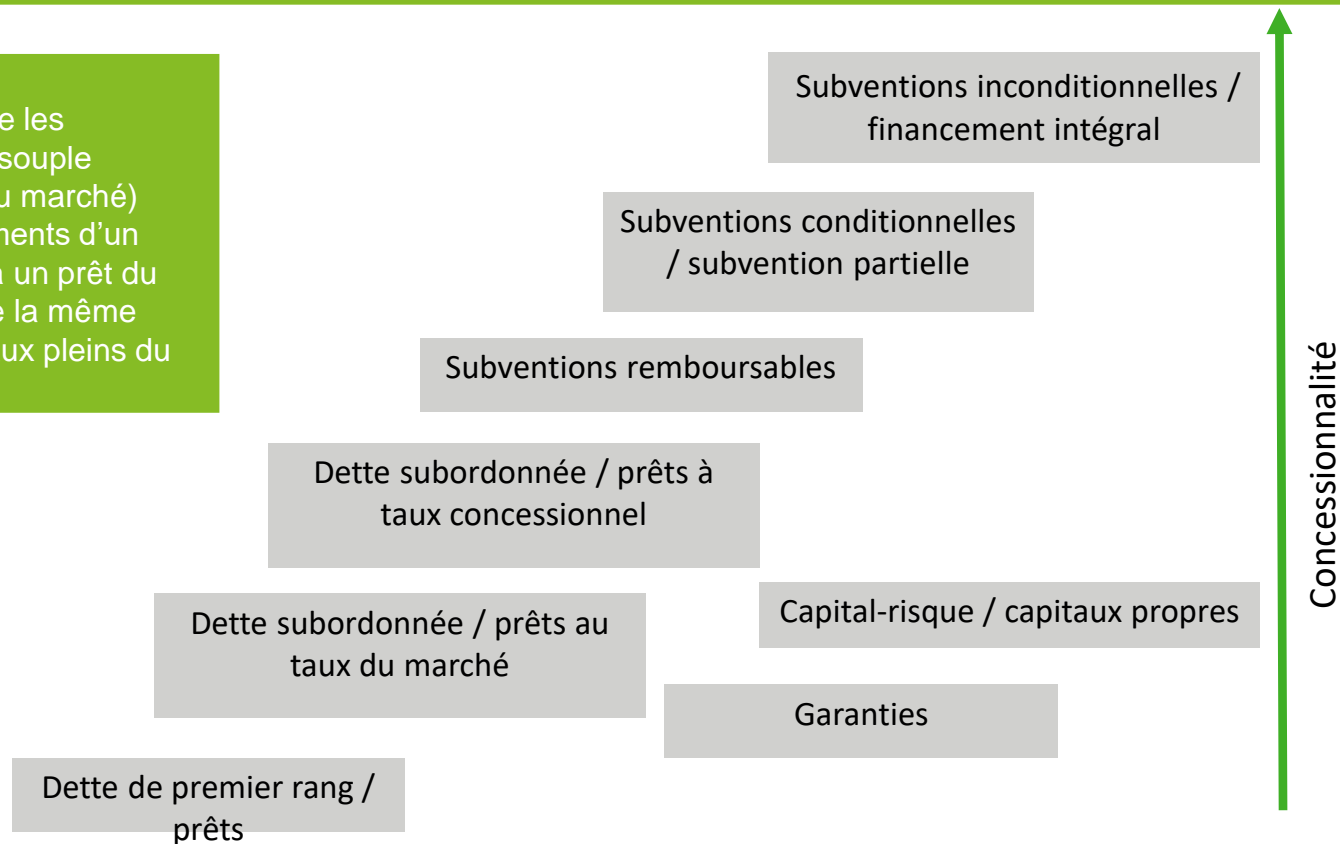 e les
souple
u marché)
ments d'un
à un prêt du
e la même
ux pleins du
Subventions inconditionnelles /
financement intégral
Subventions conditionnelles
/ subvention partielle
Subventions remboursables
Dette subordonnée / prêts à
taux concessionnel
Capital-risque / capitaux propres
Dette subordonnée / prêts au
taux du marché
Garanties
Dette de premier rang /
prêts
Concessionnalité